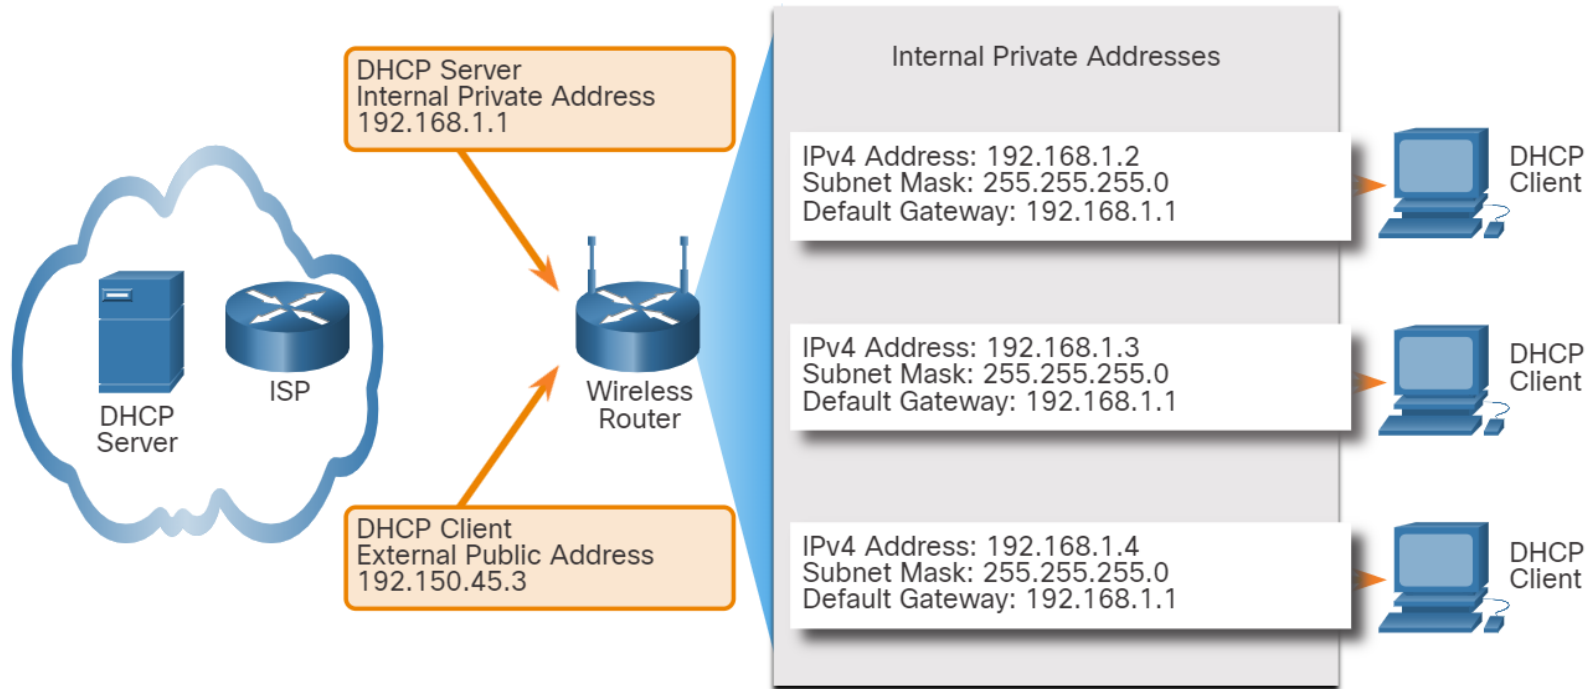 DHCP Server
Internal Private Address
192.168.1.1
DHCP
Server
ISP
Wireless
Router
DHCP Client
External Public Address
192.150.45.3
Internal Private Addresses
IPv4 Address: 192.168.1.2
Subnet Mask: 255.255.255.0
Default Gateway: 192.168.1.1
DHCP
Client
IPv4 Address: 192.168.1.3
Subnet Mask: 255.255.255.0
Default Gateway: 192.168.1.1
DHCP
Client
IPv4 Address: 192.168.1.4
Subnet Mask: 255.255.255.0
Default Gateway: 192.168.1.1
DHCP
Client